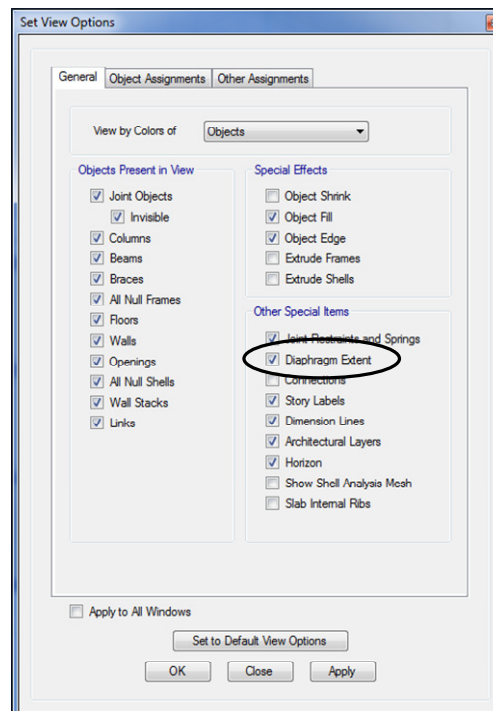 Set View Options
General
Object Assignments
Other Assignments
View by Colors of
Objects
Objects Present in View
Joint Objects
Invisible
Columns
Beams
Braces
All Null Frames
Floors
Walls
Openings
All Null Shells
Wall Stacks
Links
Special Effects
Object Shrink
Object Fill
Object Edge
Extrude Frames
Extrude Shells
Other Special Items
Joint Restraints and Springs
Diaphragm Extent
Connections
Story Labels
Dimension Lines
Architectural Layers
Horizon
Show Shell Analysis Mesh
Slab Internal Ribs
Apply to All Windows
Set to Default View Options
OK
Close
Apply